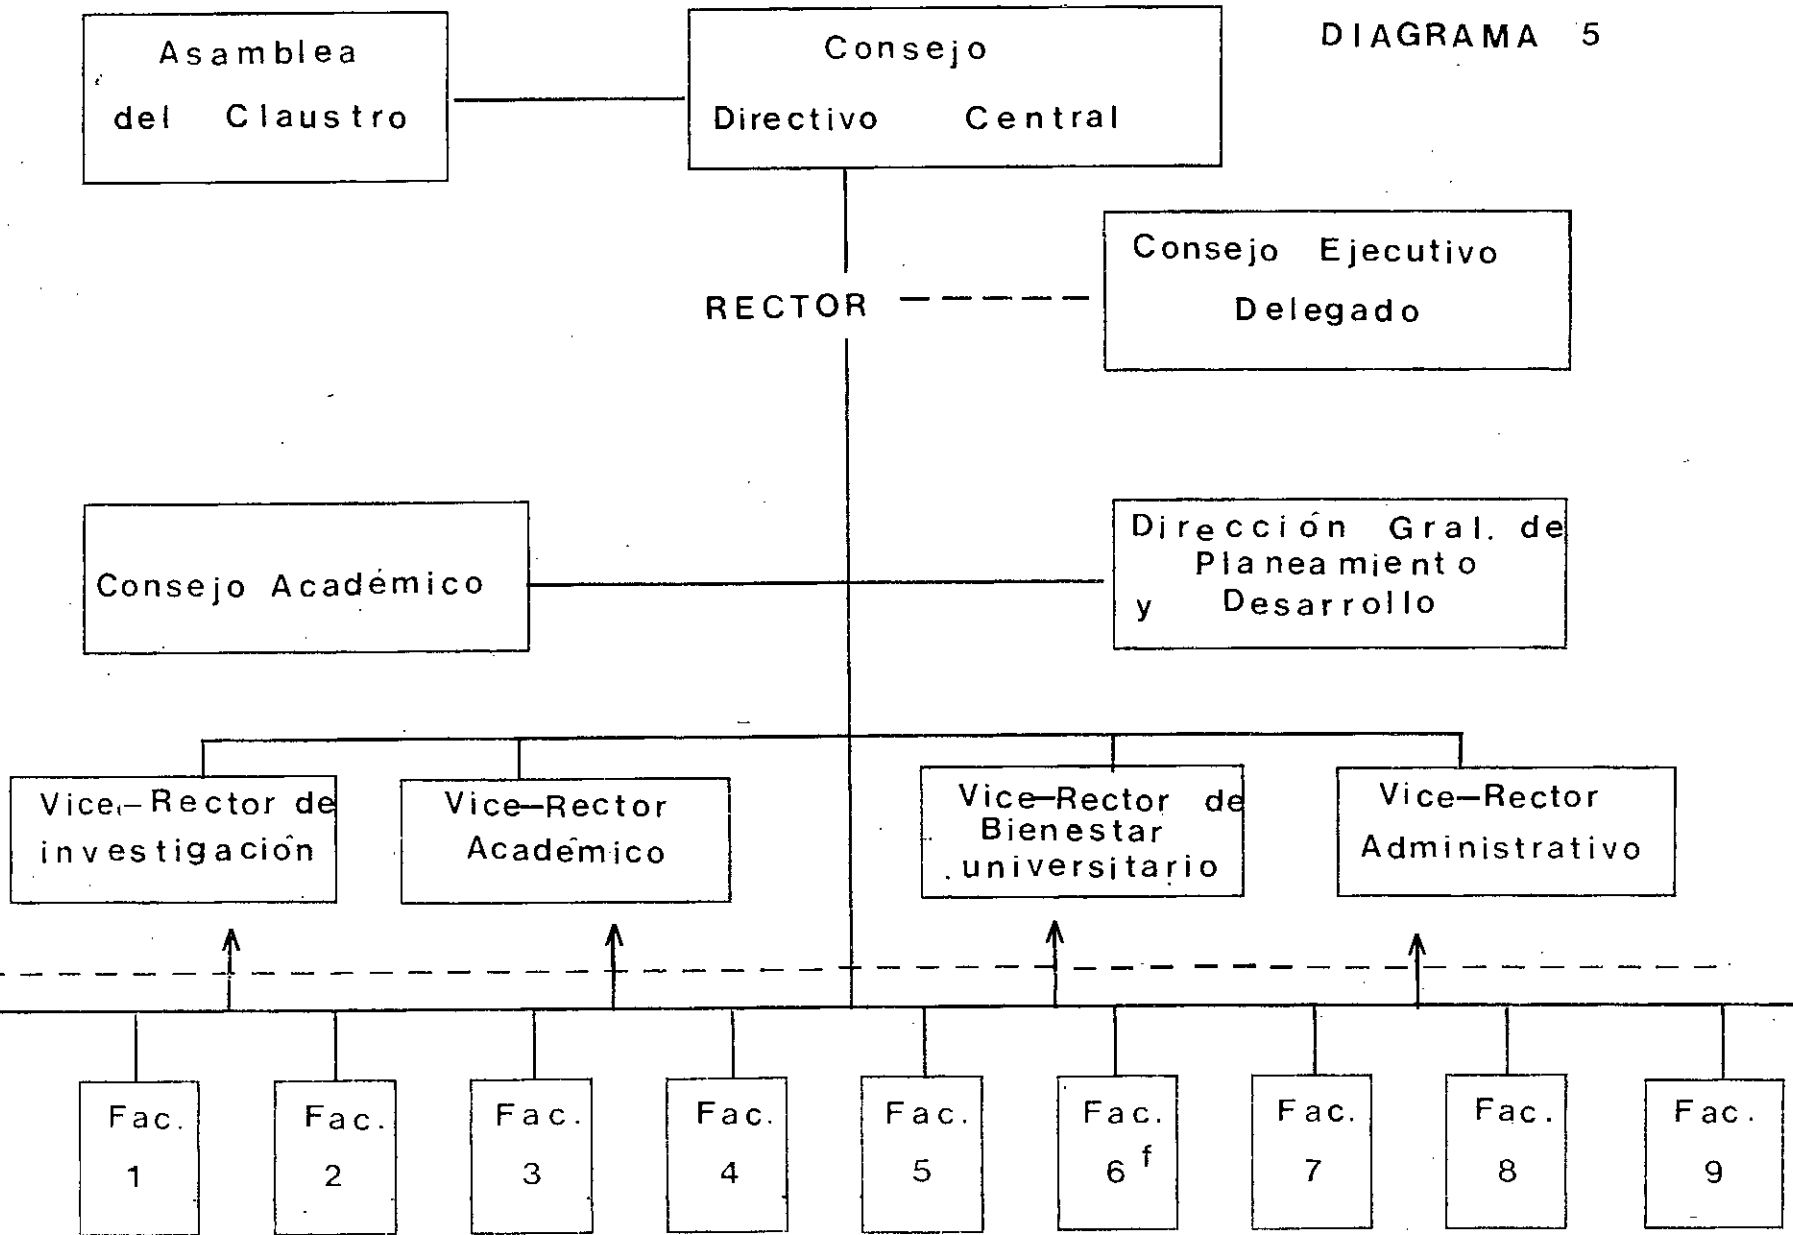 DIAGRAMA 5
Asamblea
del Claustro
Consejo
Directivo Central
RECTOR
Consejo Ejecutivo
Delegado
Consejo Académico
Dirección Gral. de
Planeamiento
y Desarrollo
Vice-Rector de
investigación
Vice-Rector
Académico
Vice-Rector de
Bienestar
universitario
Vice-Rector
Administrativo
Fac.
1
Fac.
2
Fac.
3
Fac.
4
Fac.
5
Fac.
6 f
Fac.
7
Fac.
8
Fac.
9